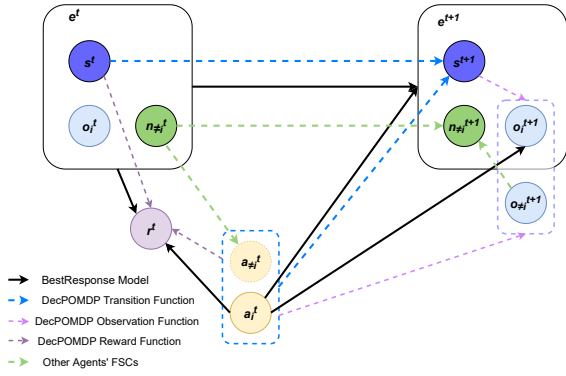 e^t
e^{t+1}
s^t
s^{t+1}
o_i^t
n_{≠i}^t
n_{≠i}^{t+1}
o_i^{t+1}
o_{≠i}^{t+1}
r^t
a_{≠i}^t
a_i^t
BestResponse Model
DecPOMDP Transition Function
DecPOMDP Observation Function
DecPOMDP Reward Function
Other Agents' FSCs